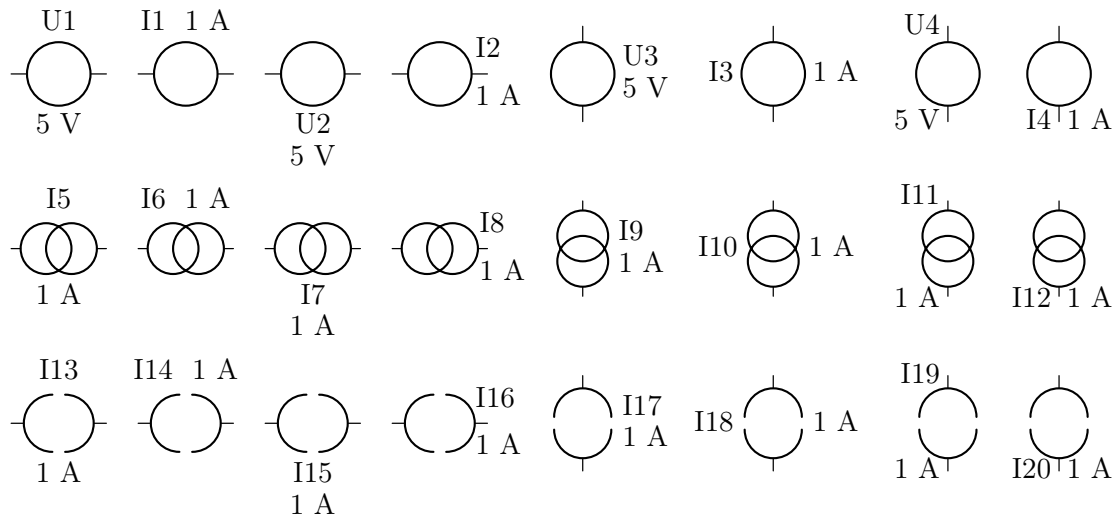 U1
5 V
I1 1 A
U2
5 V
I2
1 A
U3
5 V
I3 1 A
U4
5 V
I4 1 A
I5
1 A
I6 1 A
I7
1 A
I8
1 A
I9
1 A
I10 1 A
I11
1 A
I12 1 A
I13
1 A
I14 1 A
I15
1 A
I16
1 A
I17
1 A
I18 1 A
I19
1 A
I20 1 A